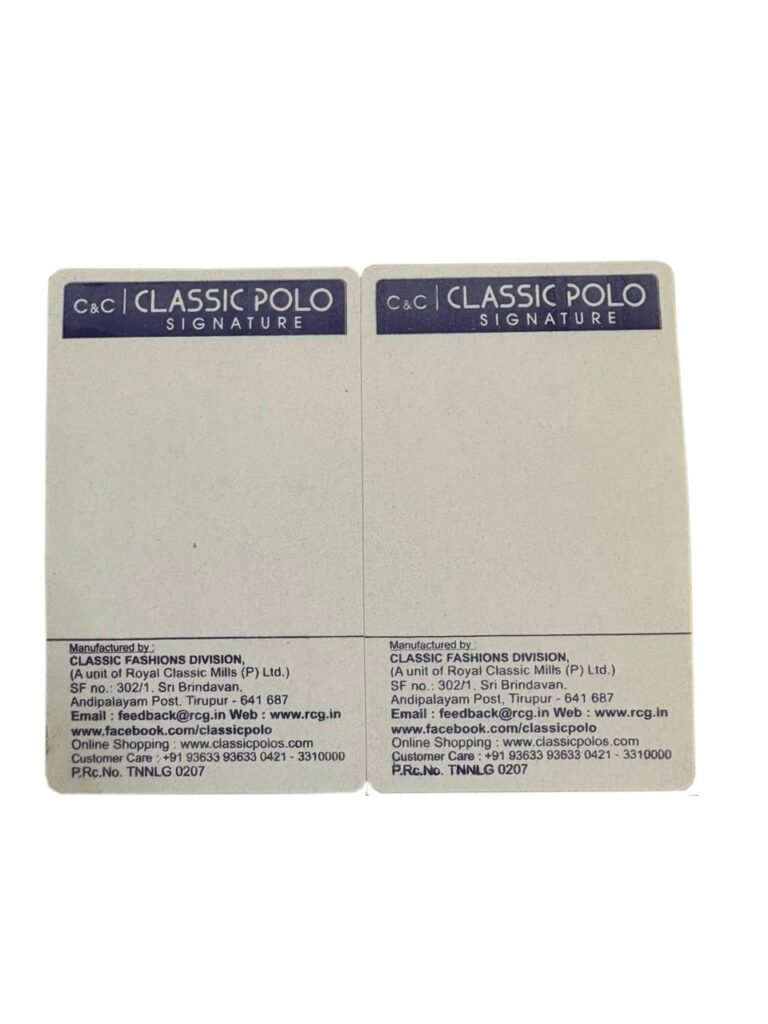 C&C | CLASSIC POLO
SIGNATURE
Manufactured by :
CLASSIC FASHIONS DIVISION,
(A unit of Royal Classic Mills (P) Ltd.)
SF no.: 302/1, Sri Brindavan,
Andipalayam Post, Tirupur - 641 687
Email : feedback@rcg.in Web : www.rcg.in
www.facebook.com/classicpolo
Online Shopping : www.classicpolos.com
Customer Care : +91 93633 93633 0421 - 3310000
P.Rc.No. TNNLG 0207
C&C | CLASSIC POLO
SIGNATURE
Manufactured by :
CLASSIC FASHIONS DIVISION,
(A unit of Royal Classic Mills (P) Ltd.)
SF no.: 302/1, Sri Brindavan,
Andipalayam Post, Tirupur - 641 687
Email : feedback@rcg.in Web : www.rcg.in
www.facebook.com/classicpolo
Online Shopping : www.classicpolos.com
Customer Care : +91 93633 93633 0421 - 3310000
P.Rc.No. TNNLG 0207